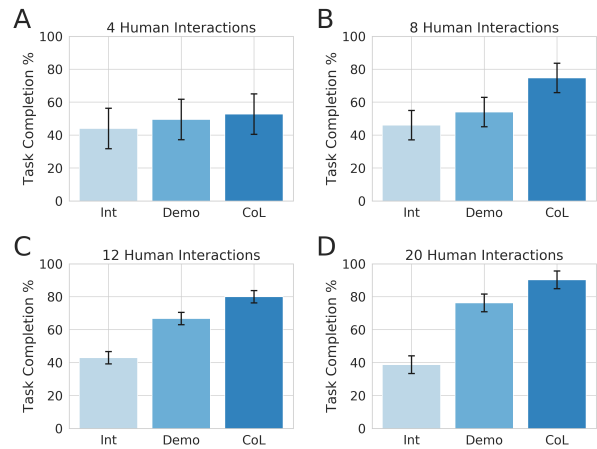 A
4 Human Interactions
Task Completion %
100
80
60
40
20
0
Int Demo CoL
B
8 Human Interactions
Task Completion %
100
80
60
40
20
0
Int Demo CoL
C
12 Human Interactions
Task Completion %
100
80
60
40
20
0
Int Demo CoL
D
20 Human Interactions
Task Completion %
100
80
60
40
20
0
Int Demo CoL